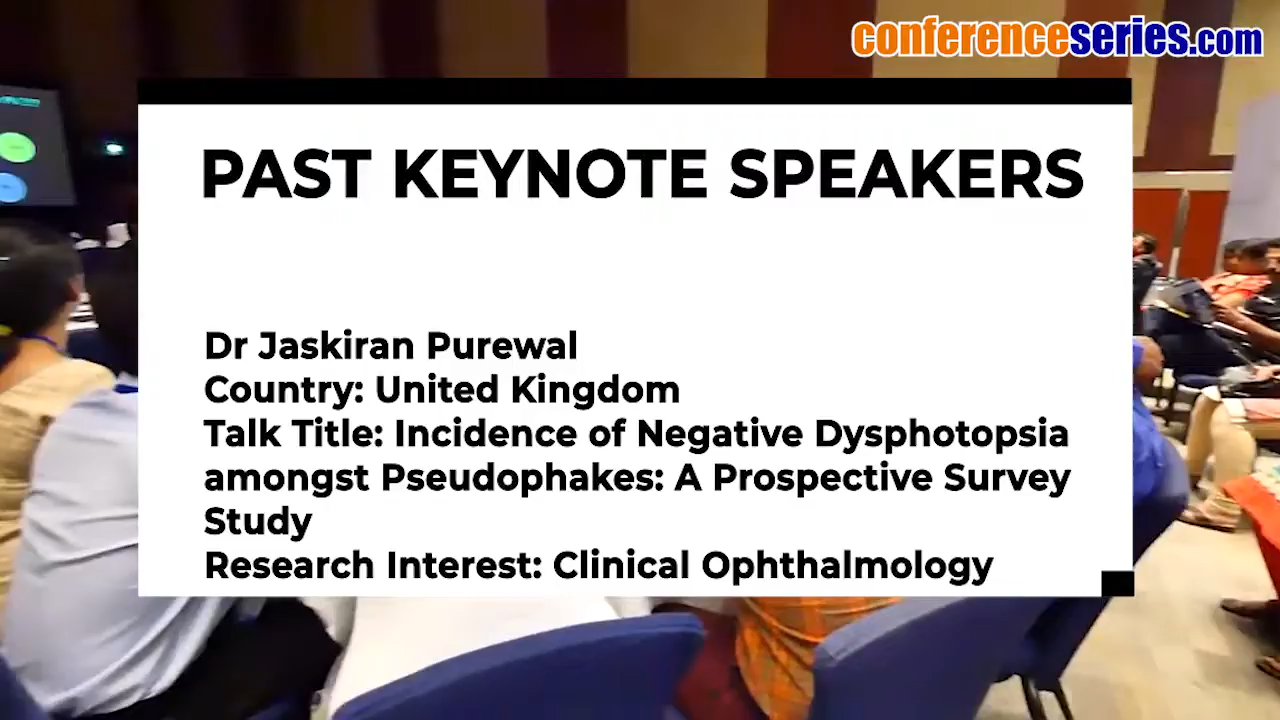 conferenceseries.com
PAST KEYNOTE SPEAKERS
Dr Jaskiran Purewal
Country: United Kingdom
Talk Title: Incidence of Negative Dysphotopsia
amongst Pseudophakes: A Prospective Survey
Study
Research Interest: Clinical Ophthalmology